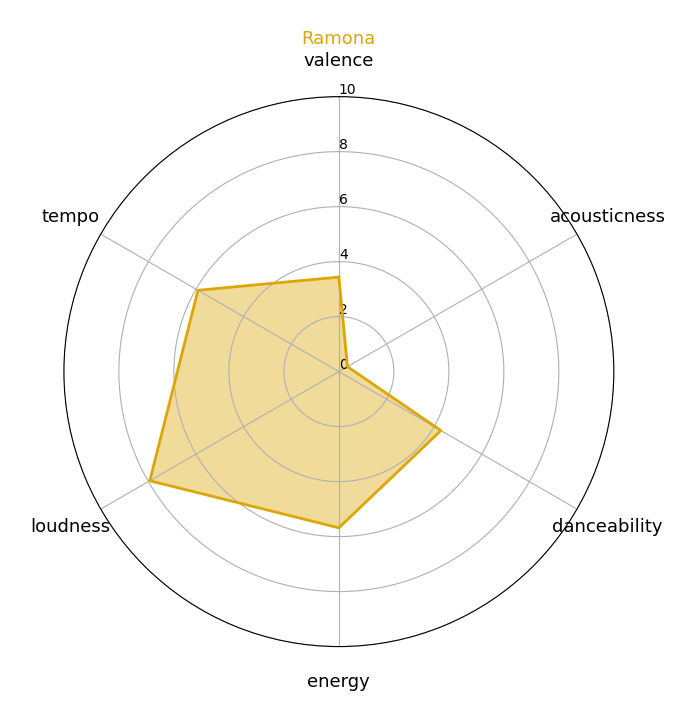 Ramona
valence
10
8
tempo
6
acousticness
4
2
0
loudness
danceability
energy